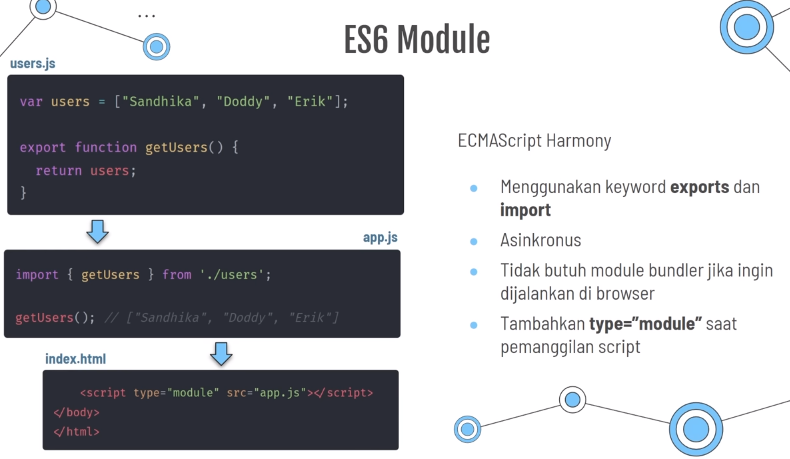 ...
ES6 Module
users.js
var users = ["Sandhika", "Doddy", "Erik"];
export function getUsers() {
return users;
}
app.js
import { getUsers } from './users';
getUsers(); // ["Sandhika", "Doddy", "Erik"]
index.html
<script type="module" src="app.js"></script>
</body>
</html>
ECMAScript Harmony
Menggunakan keyword exports dan
import
Asinkronus
Tidak butuh module bundler jika ingin
dijalankan di browser
Tambahkan type=”module” saat
pemanggilan script